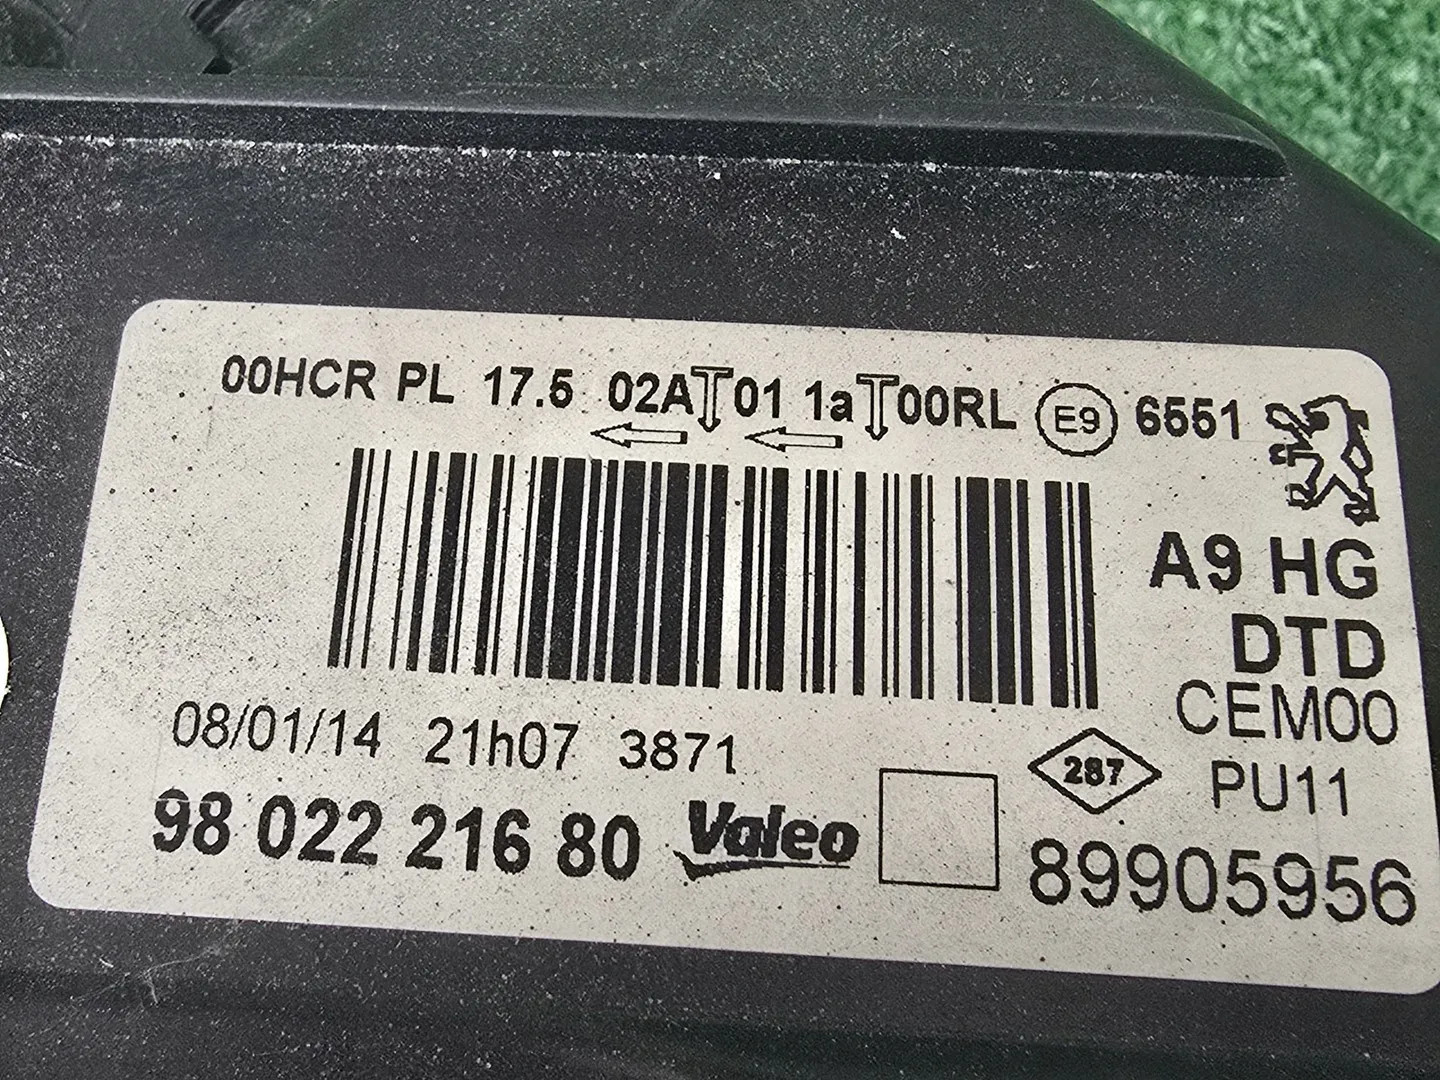 00HCR PL 17.5 02A 01 1a 00RL E9 6551
A9 HG
DTD
CEM00
08/01/14 21h07 3871
287 PU11
98 022 216 80 Valeo 89905956